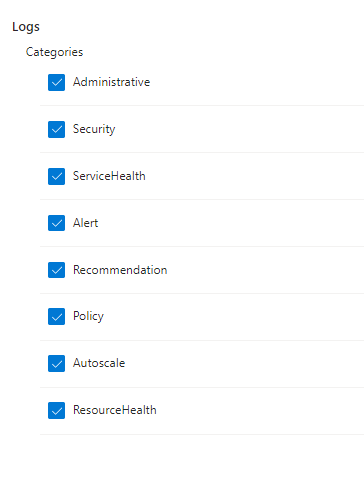 Logs
Categories
Administrative
Security
ServiceHealth
Alert
Recommendation
Policy
Autoscale
ResourceHealth